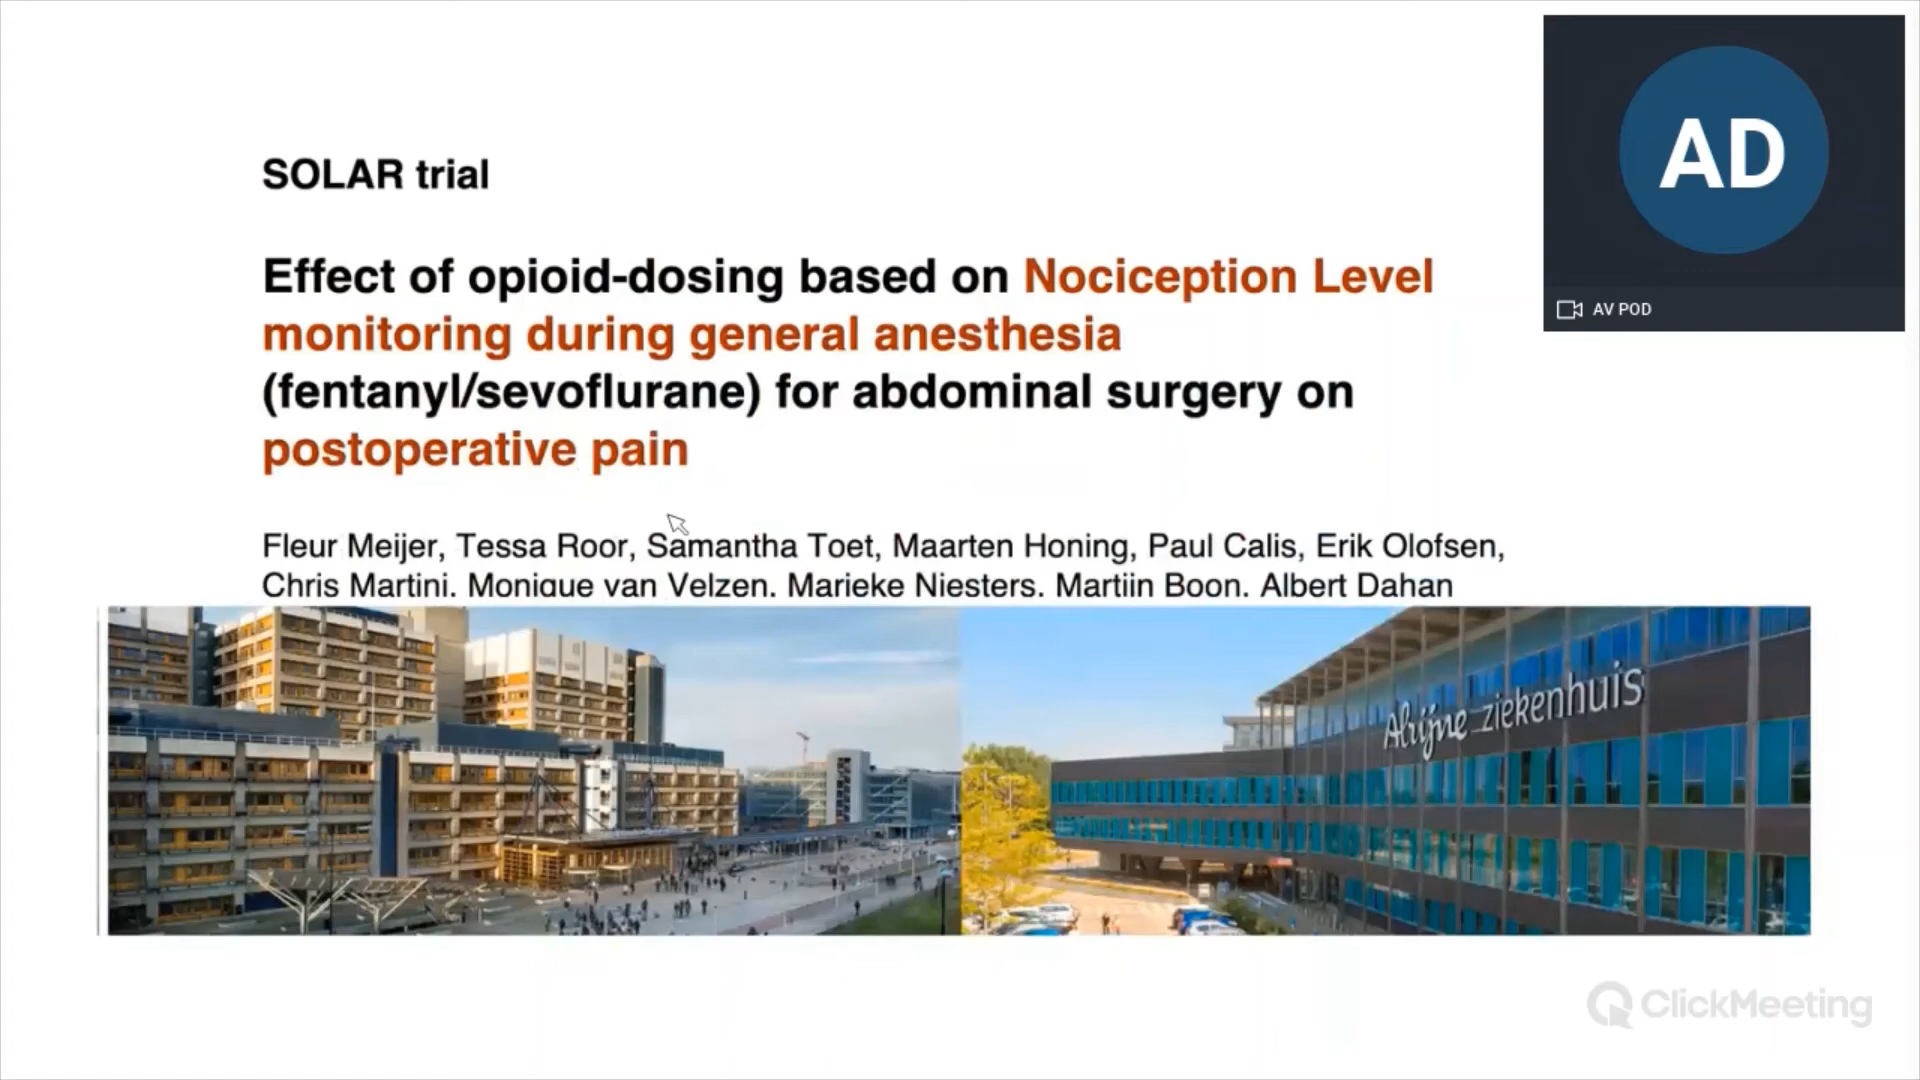 SOLAR trial
Effect of opioid-dosing based on Nociception Level
monitoring during general anesthesia
(fentanyl/sevoflurane) for abdominal surgery on
postoperative pain
Fleur Meijer, Tessa Roor, Samantha Toet, Maarten Honing, Paul Calis, Erik Olofsen,
Chris Martini, Monique van Velzen, Marieke Niesters, Martijn Boon, Albert Dahan
AD
AV POD
Alrijne ziekenhuis
ClickMeeting